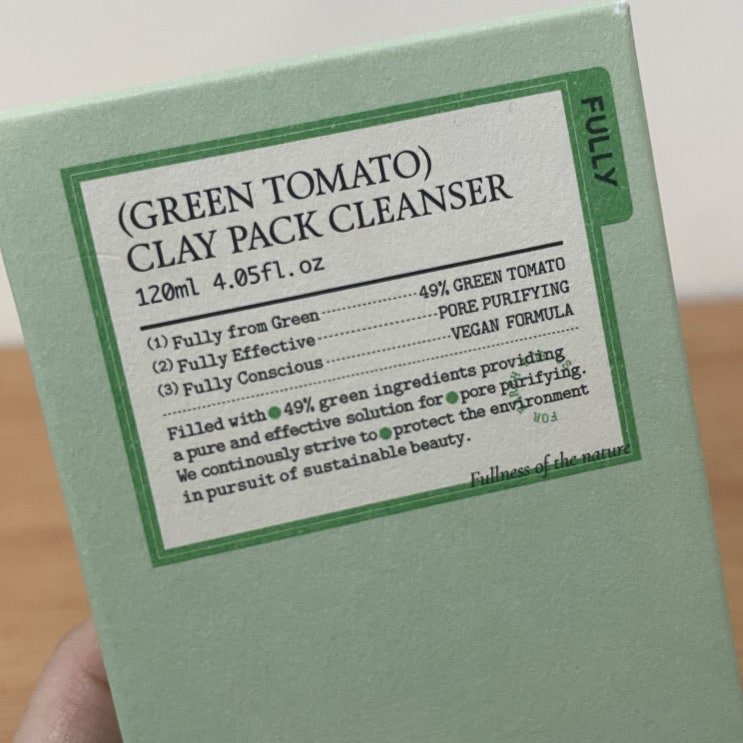 FULLY
(GREEN TOMATO)
CLAY PACK CLEANSER
120ml 4.05fl.oz
(1) Fully from Green 49% GREEN TOMATO
(2) Fully Effective PORE PURIFYING
(3) Fully Conscious VEGAN FORMULA
Filled with 49% green ingredients providing
a pure and effective solution for pore purifying.
We continously strive to protect the environment
in pursuit of sustainable beauty.
FOR
Fullness of the nature